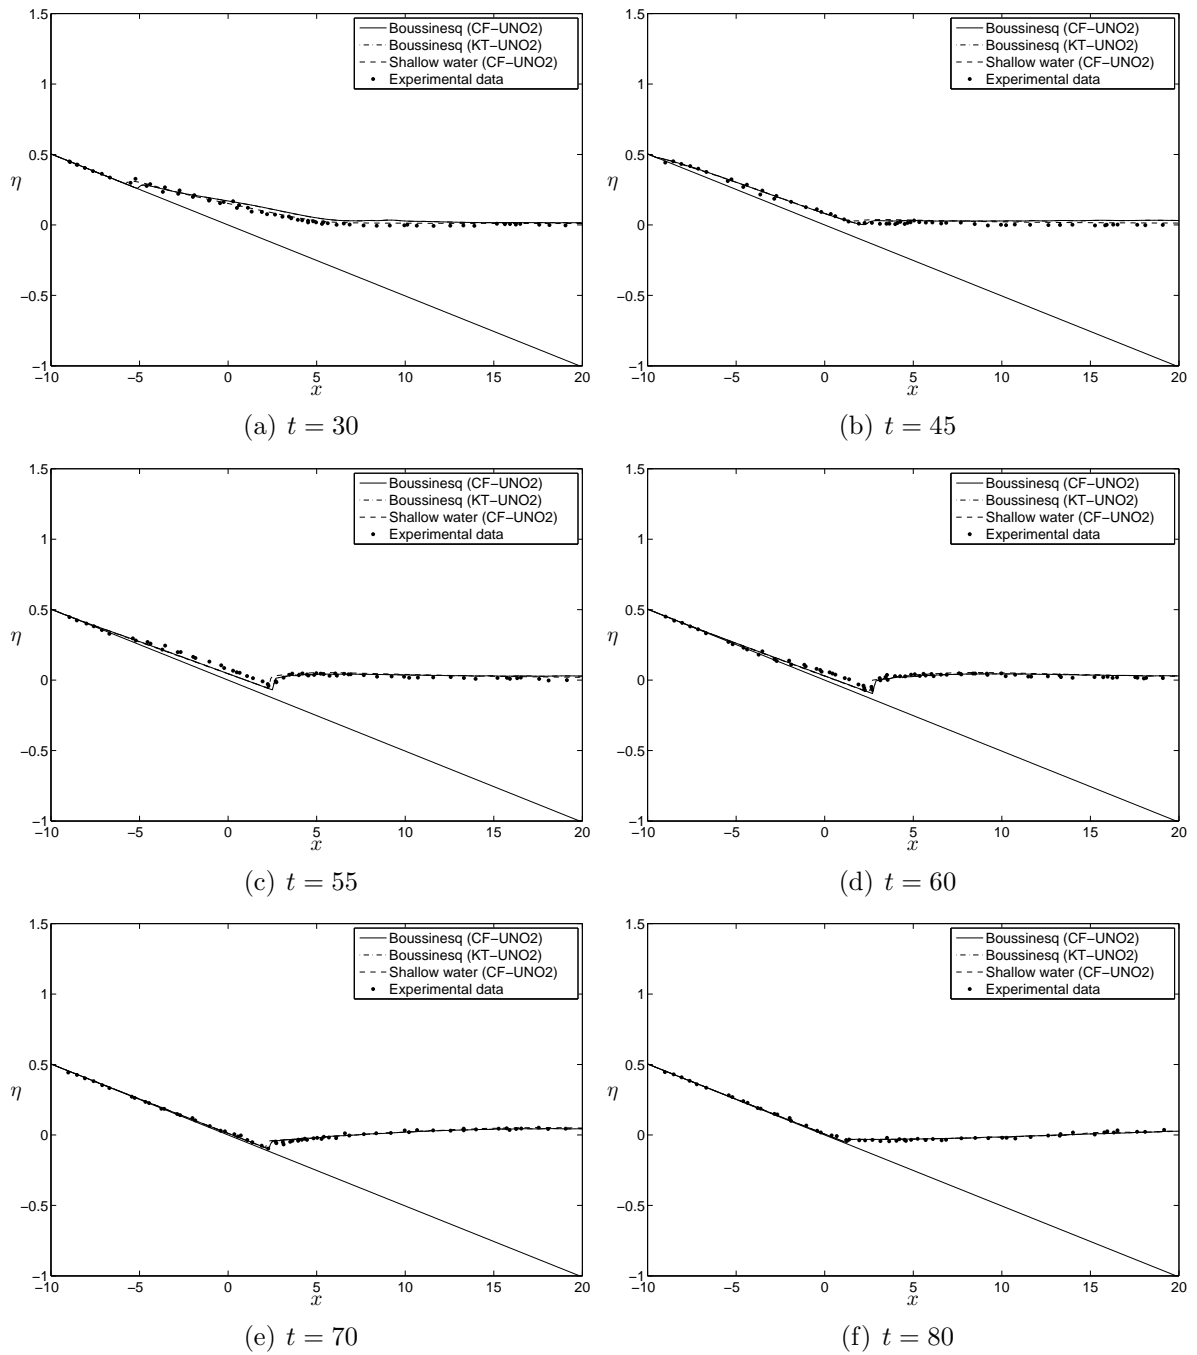 1.5 1.5
Boussinesq (CF−UNO2) Boussinesq (CF−UNO2)
Boussinesq (KT−UNO2) Boussinesq (KT−UNO2)
Shallow water (CF−UNO2) Shallow water (CF−UNO2)
Experimental data Experimental data
1 1
0.5 0.5
η η
0 0
−0.5 −0.5
−1 −1
−10 −5 0 5 10 15 20 −10 −5 0 5 10 15 20
x x
(a) t = 30 (b) t = 45
1.5 1.5
Boussinesq (CF−UNO2) Boussinesq (CF−UNO2)
Boussinesq (KT−UNO2) Boussinesq (KT−UNO2)
Shallow water (CF−UNO2) Shallow water (CF−UNO2)
Experimental data Experimental data
1 1
0.5 0.5
η η
0 0
−0.5 −0.5
−1 −1
−10 −5 0 5 10 15 20 −10 −5 0 5 10 15 20
x x
(c) t = 55 (d) t = 60
1.5 1.5
Boussinesq (CF−UNO2) Boussinesq (CF−UNO2)
Boussinesq (KT−UNO2) Boussinesq (KT−UNO2)
Shallow water (CF−UNO2) Shallow water (CF−UNO2)
Experimental data Experimental data
1 1
0.5 0.5
η η
0 0
−0.5 −0.5
−1 −1
−10 −5 0 5 10 15 20 −10 −5 0 5 10 15 20
x x
(e) t = 70 (f) t = 80